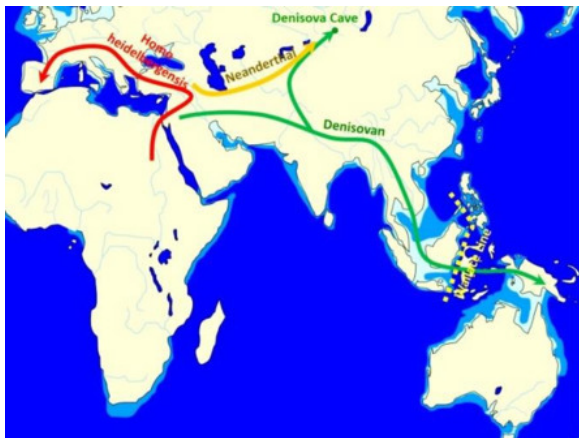 Denisova Cave
Homo
heidelbergensis
Neanderthal
Denisovan
Wallace Line